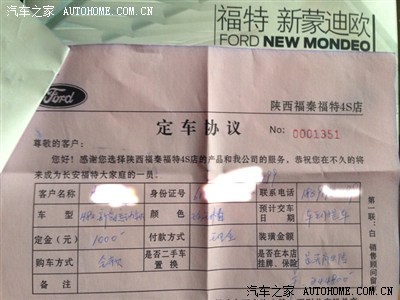 汽车之家 AUTOHOME.COM.CN
福特 新蒙迪欧
FORD NEW MONDEO
Ford
陕西福秦福特4S店
定车协议 No: 0001351
尊敬的客户:
您好!感谢您选择陕西福秦福特4S店的产品和我公司的服务、恭祝您在不久的将
来成为长安福特大家庭的一员。
客户名称 身份证号 联系电话
车型 颜色 预计交车日期
定金(元) 1000 付款方式 现金 装璜金额
购车方式 全款 是否二手车置换 是否在本店挂牌、保险
备注
第一联:白 销售顾问留
汽车之家 AUTOHOME.COM.CN